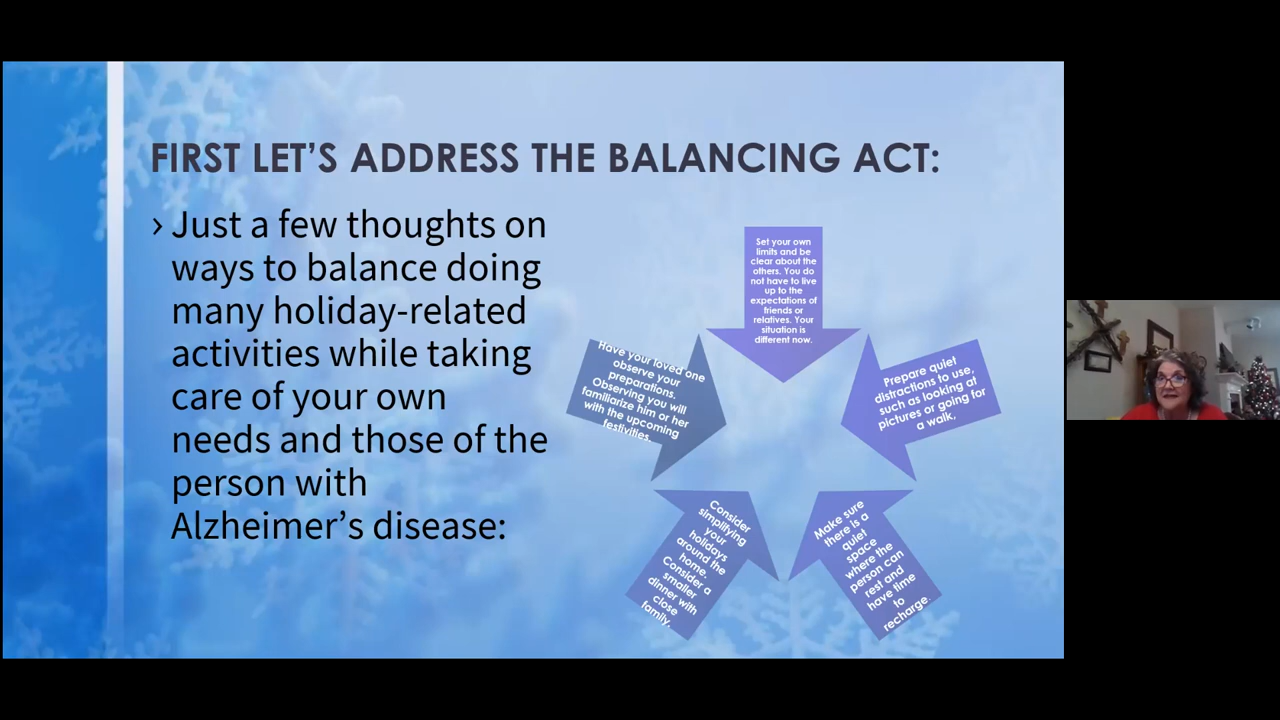 FIRST LET'S ADDRESS THE BALANCING ACT:
› Just a few thoughts on
ways to balance doing
many holiday-related
activities while taking
care of your own
needs and those of the
person with
Alzheimer's disease:
Set your own
limits and be
clear about the
others. You do
not have to live
up to the
expectations of
friends or
relatives. Your
situation is
different now.
Prepare quiet
distractions to use,
such as looking at
pictures or going for
a walk.
Make sure
there is a
quiet
space
where the
person can
rest and
have time
to
recharge.
Consider
simplifying
your
holidays
around the
home.
Consider a
smaller
dinner with
close
family.
Have your loved one
observe your
preparations.
Observing you will
familiarize him or her
with the upcoming
festivities.